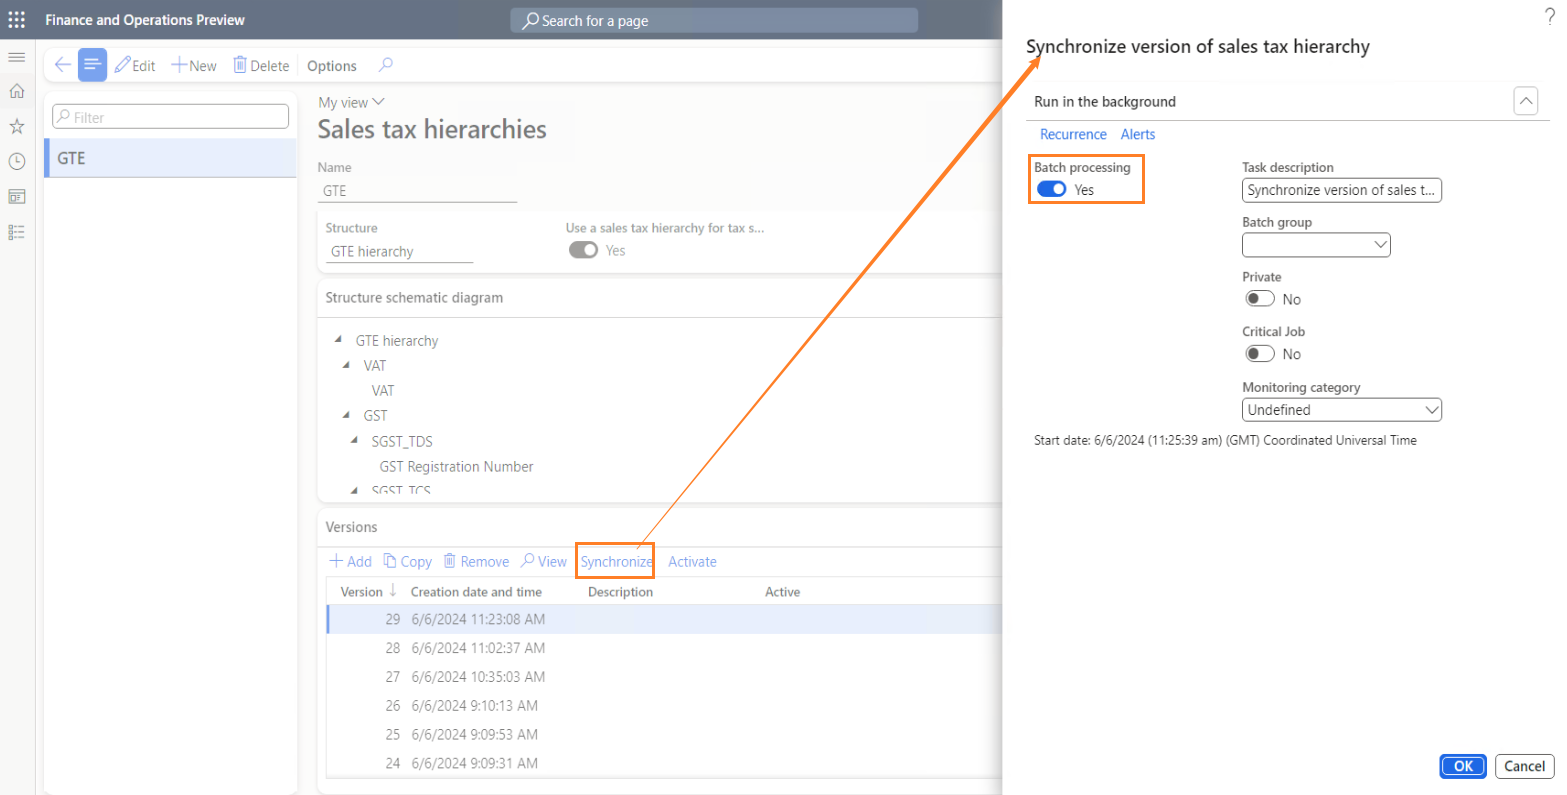 Finance and Operations Preview
Search for a page
?
Edit
New
Delete
Options
Filter
GTE
My view
Sales tax hierarchies
Name
GTE
Structure
Use a sales tax hierarchy for tax s...
GTE hierarchy
Yes
Structure schematic diagram
GTE hierarchy
VAT
VAT
GST
SGST_TDS
GST Registration Number
SGST_TCS
Versions
Add
Copy
Remove
View
Synchronize
Activate
Version
Creation date and time
Description
Active
29 6/6/2024 11:23:08 AM
28 6/6/2024 11:02:37 AM
27 6/6/2024 10:35:03 AM
26 6/6/2024 9:10:13 AM
25 6/6/2024 9:09:53 AM
24 6/6/2024 9:09:31 AM
Synchronize version of sales tax hierarchy
Run in the background
Recurrence
Alerts
Batch processing
Yes
Task description
Synchronize version of sales t...
Batch group
Private
No
Critical Job
No
Monitoring category
Undefined
Start date: 6/6/2024 (11:25:39 am) (GMT) Coordinated Universal Time
OK
Cancel